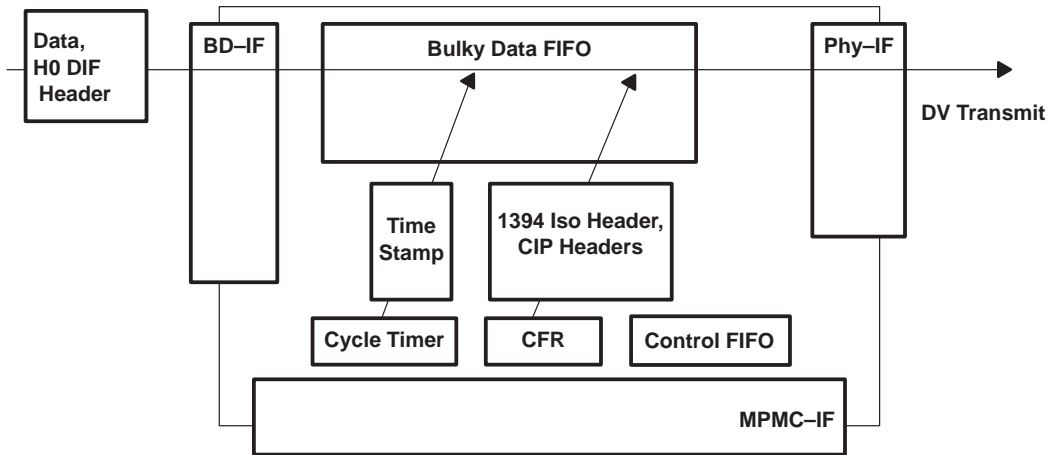 Data,
H0 DIF
Header
BD–IF
Bulky Data FIFO
Phy–IF
DV Transmit
Time
Stamp
1394 Iso Header,
CIP Headers
Cycle Timer
CFR
Control FIFO
MPMC–IF